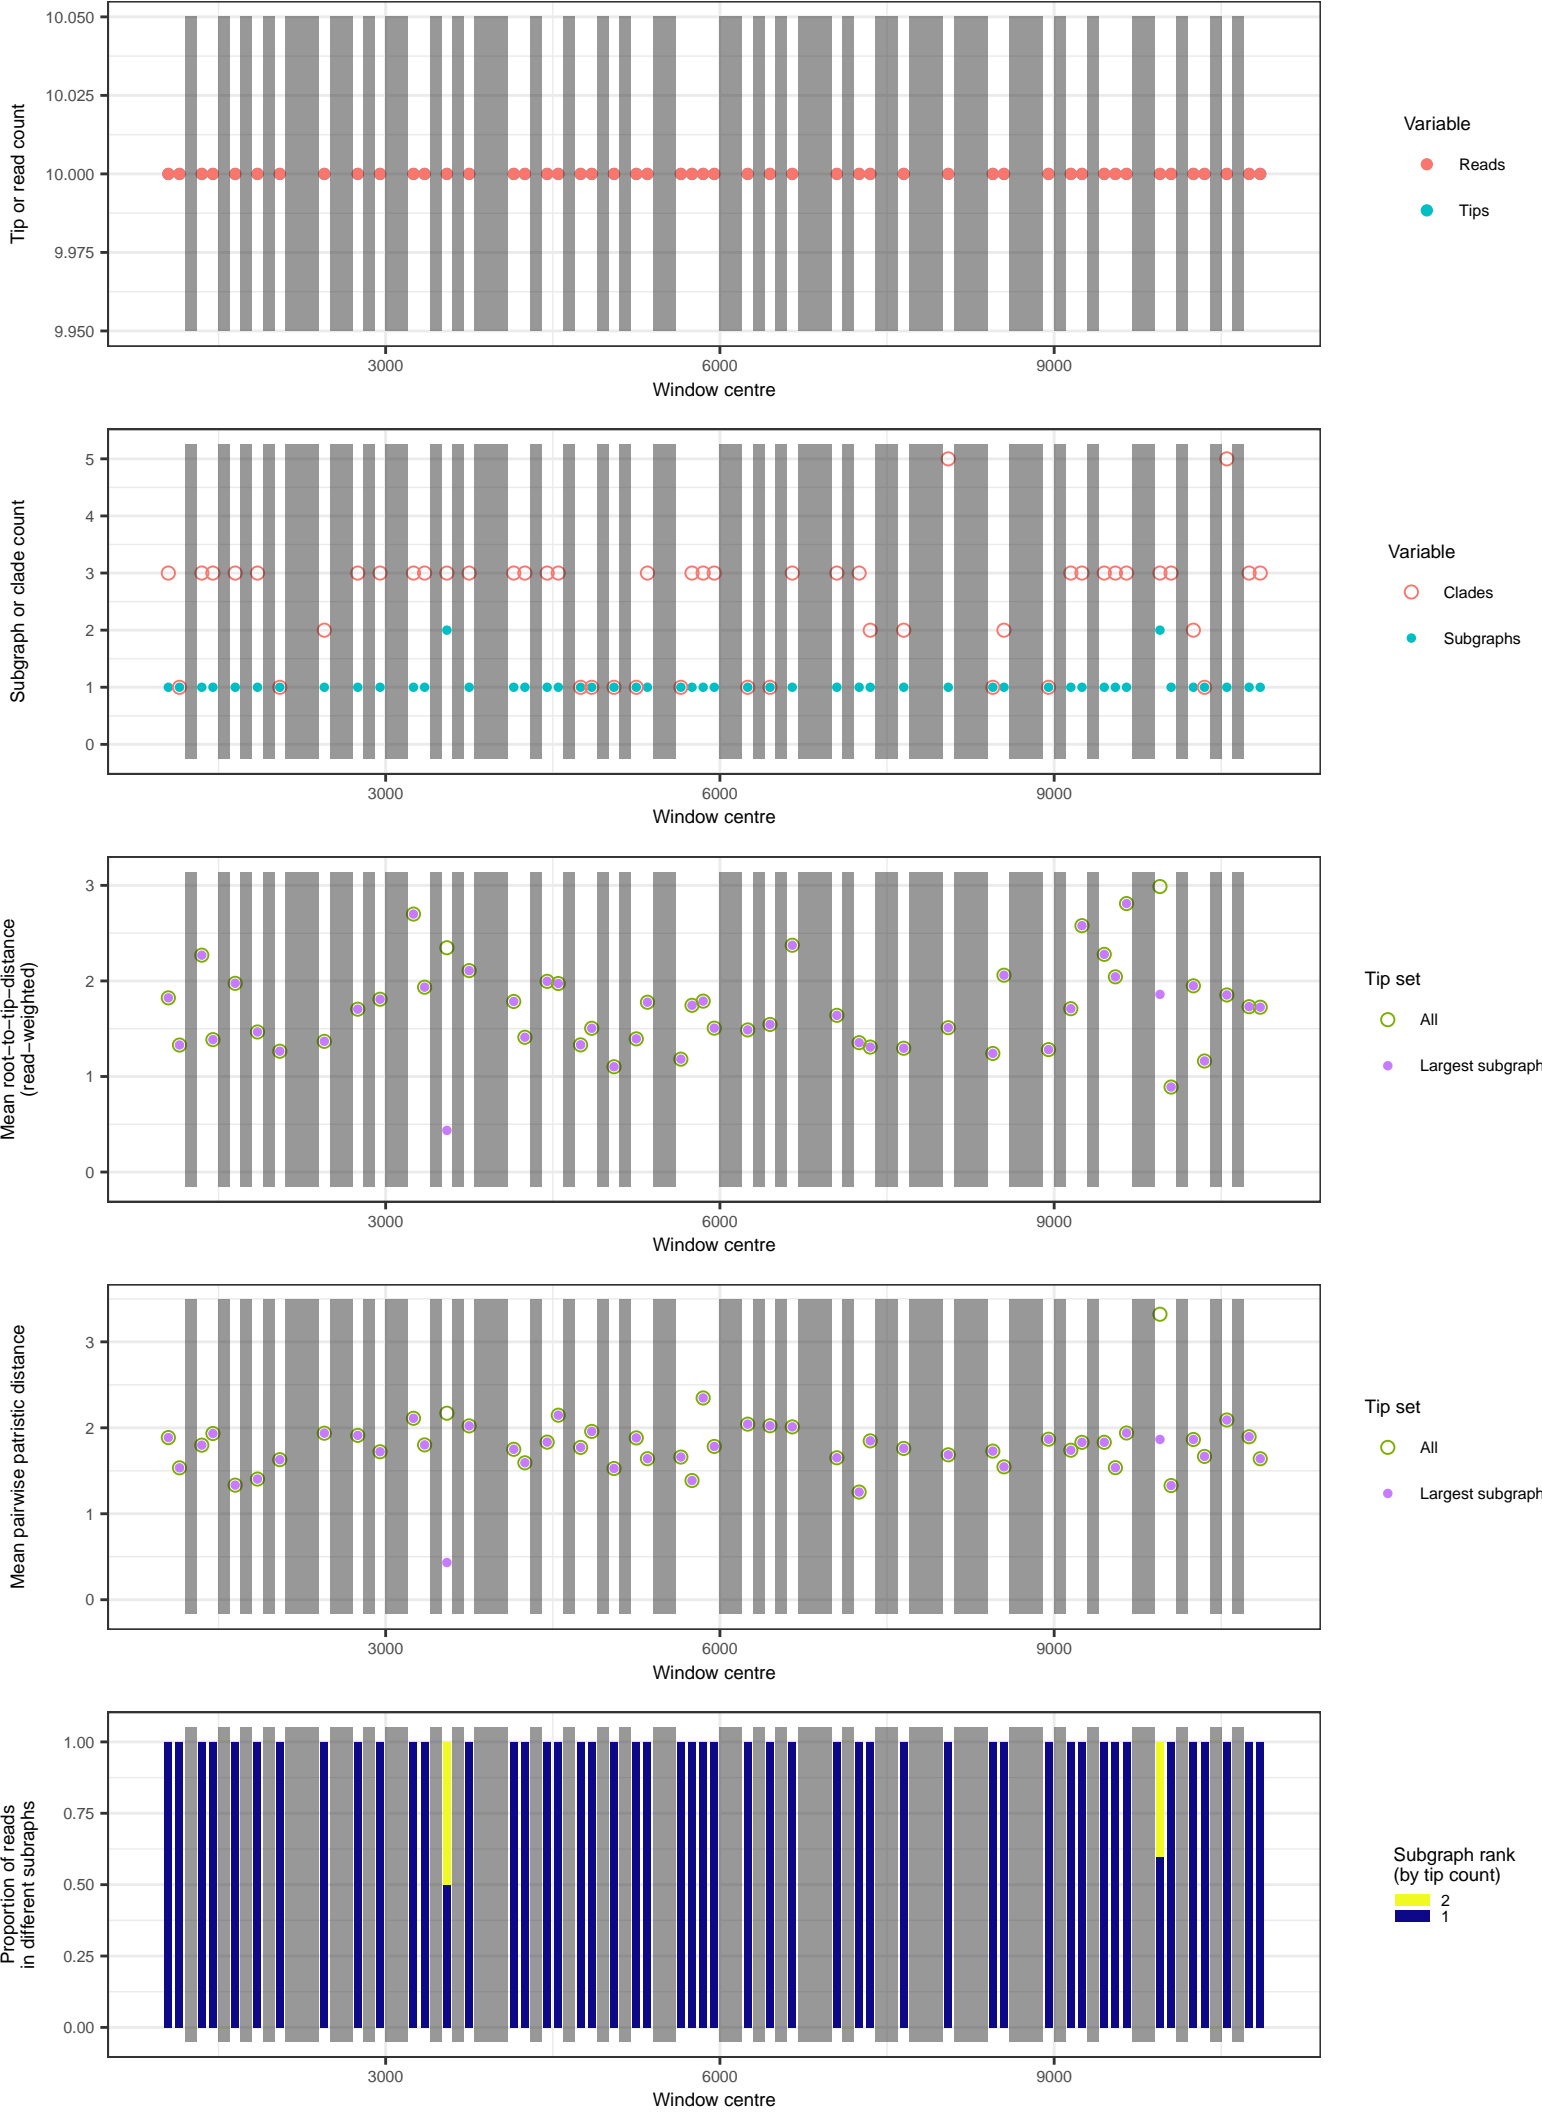 Tip or read count
10.050
10.025
10.000
9.975
9.950
3000
6000
9000
Window centre
Variable
Reads
Tips
Subgraph or clade count
5
4
3
2
1
0
3000
6000
9000
Window centre
Variable
Clades
Subgraphs
Mean root−to−tip−distance
(read−weighted)
3
2
1
0
3000
6000
9000
Window centre
Tip set
All
Largest subgraph
Mean pairwise patristic distance
3
2
1
0
3000
6000
9000
Window centre
Tip set
All
Largest subgraph
Proportion of reads
in different subraphs
1.00
0.75
0.50
0.25
0.00
3000
6000
9000
Window centre
Subgraph rank
(by tip count)
2
1